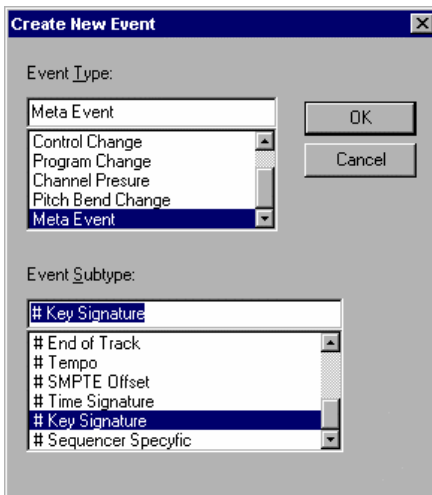 Create New Event
Event Type:
Meta Event
OK
Control Change
Program Change
Channel Presure
Pitch Bend Change
Meta Event
Cancel
Event Subtype:
# Key Signature
# End of Track
# Tempo
# SMPTE Offset
# Time Signature
# Key Signature
# Sequencer Specyfic